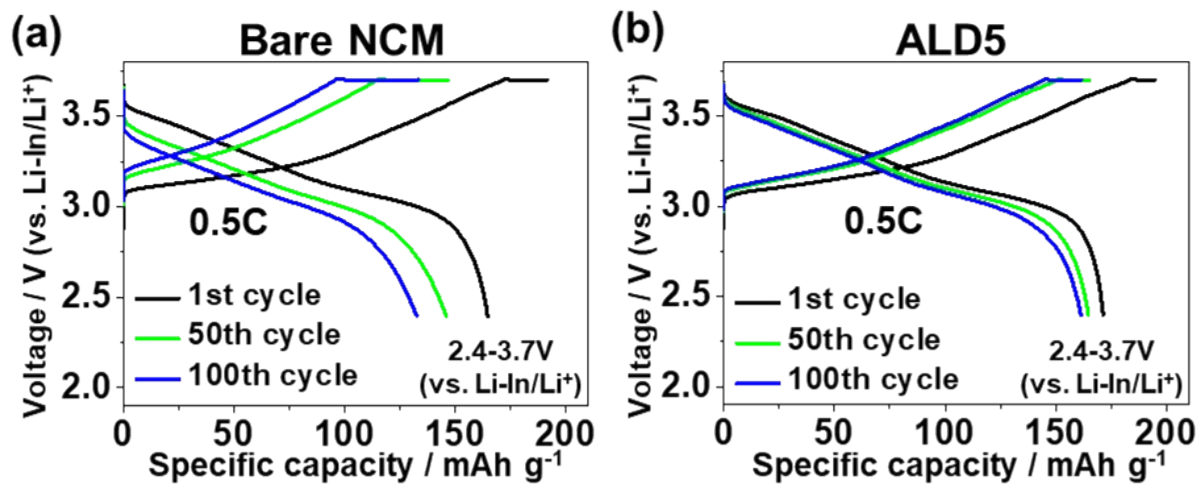 (a)
Bare NCM
Voltage / V (vs. Li-In/Li⁺)
3.5
3.0
2.5
2.0
0.5C
1st cycle
50th cycle
100th cycle
2.4-3.7V
(vs. Li-In/Li⁺)
0 50 100 150 200
Specific capacity / mAh g⁻¹
(b)
ALD5
Voltage / V (vs. Li-In/Li⁺)
3.5
3.0
2.5
2.0
0.5C
1st cycle
50th cycle
100th cycle
2.4-3.7V
(vs. Li-In/Li⁺)
0 50 100 150 200
Specific capacity / mAh g⁻¹